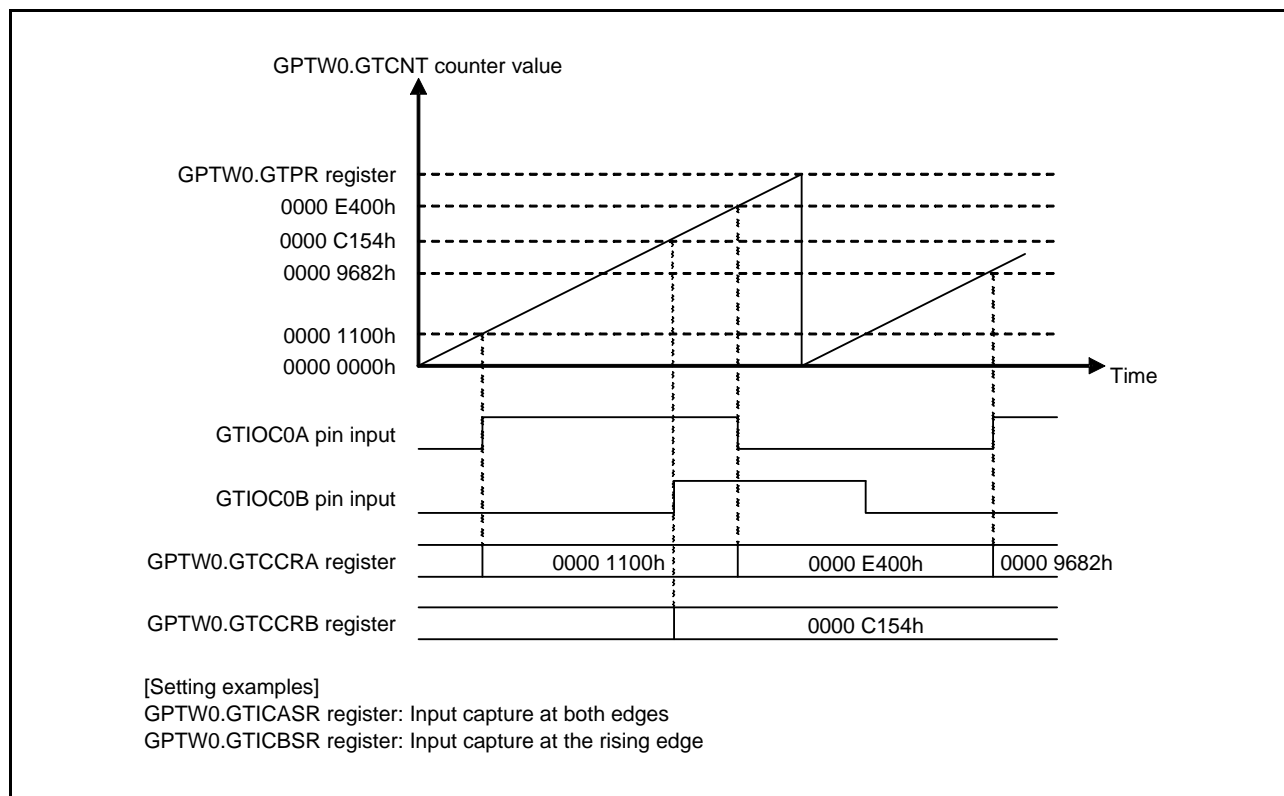 GPTW0.GTCNT counter value
GPTW0.GTPR register
0000 E400h
0000 C154h
0000 9682h
0000 1100h
0000 0000h
Time
GTIOC0A pin input
GTIOC0B pin input
GPTW0.GTCCRA register 0000 1100h 0000 E400h 0000 9682h
GPTW0.GTCCRB register 0000 C154h
[Setting examples]
GPTW0.GTICASR register: Input capture at both edges
GPTW0.GTICBSR register: Input capture at the rising edge